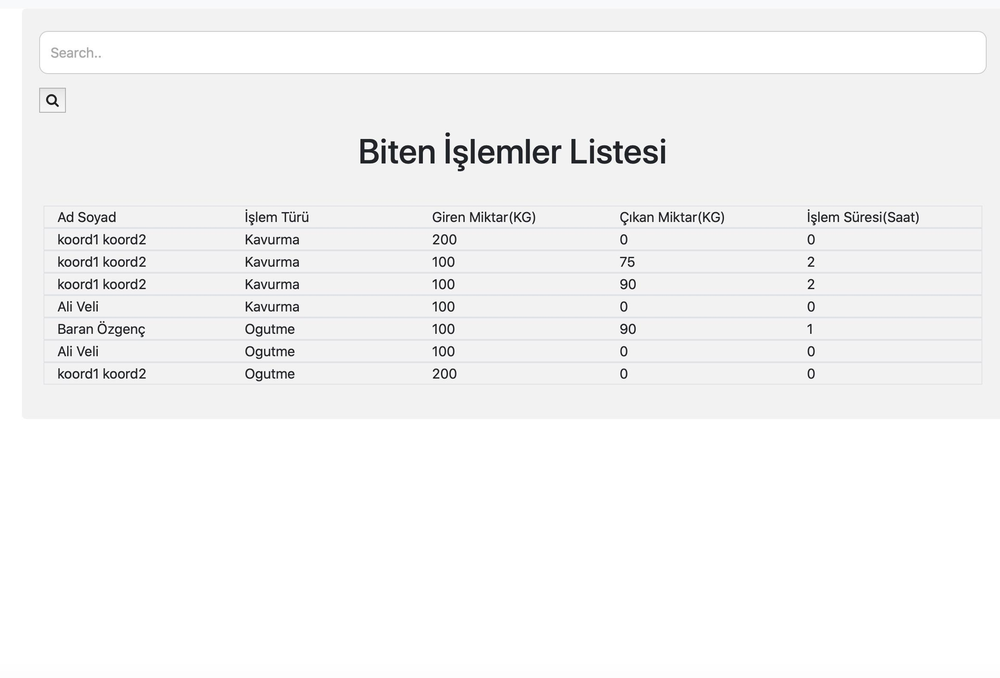 Search..
Biten İşlemler Listesi
Ad Soyad İşlem Türü Giren Miktar(KG) Çıkan Miktar(KG) İşlem Süresi(Saat)
koord1 koord2 Kavurma 200 0 0
koord1 koord2 Kavurma 100 75 2
koord1 koord2 Kavurma 100 90 2
Ali Veli Kavurma 100 0 0
Baran Özgenç Ogutme 100 90 1
Ali Veli Ogutme 100 0 0
koord1 koord2 Ogutme 200 0 0